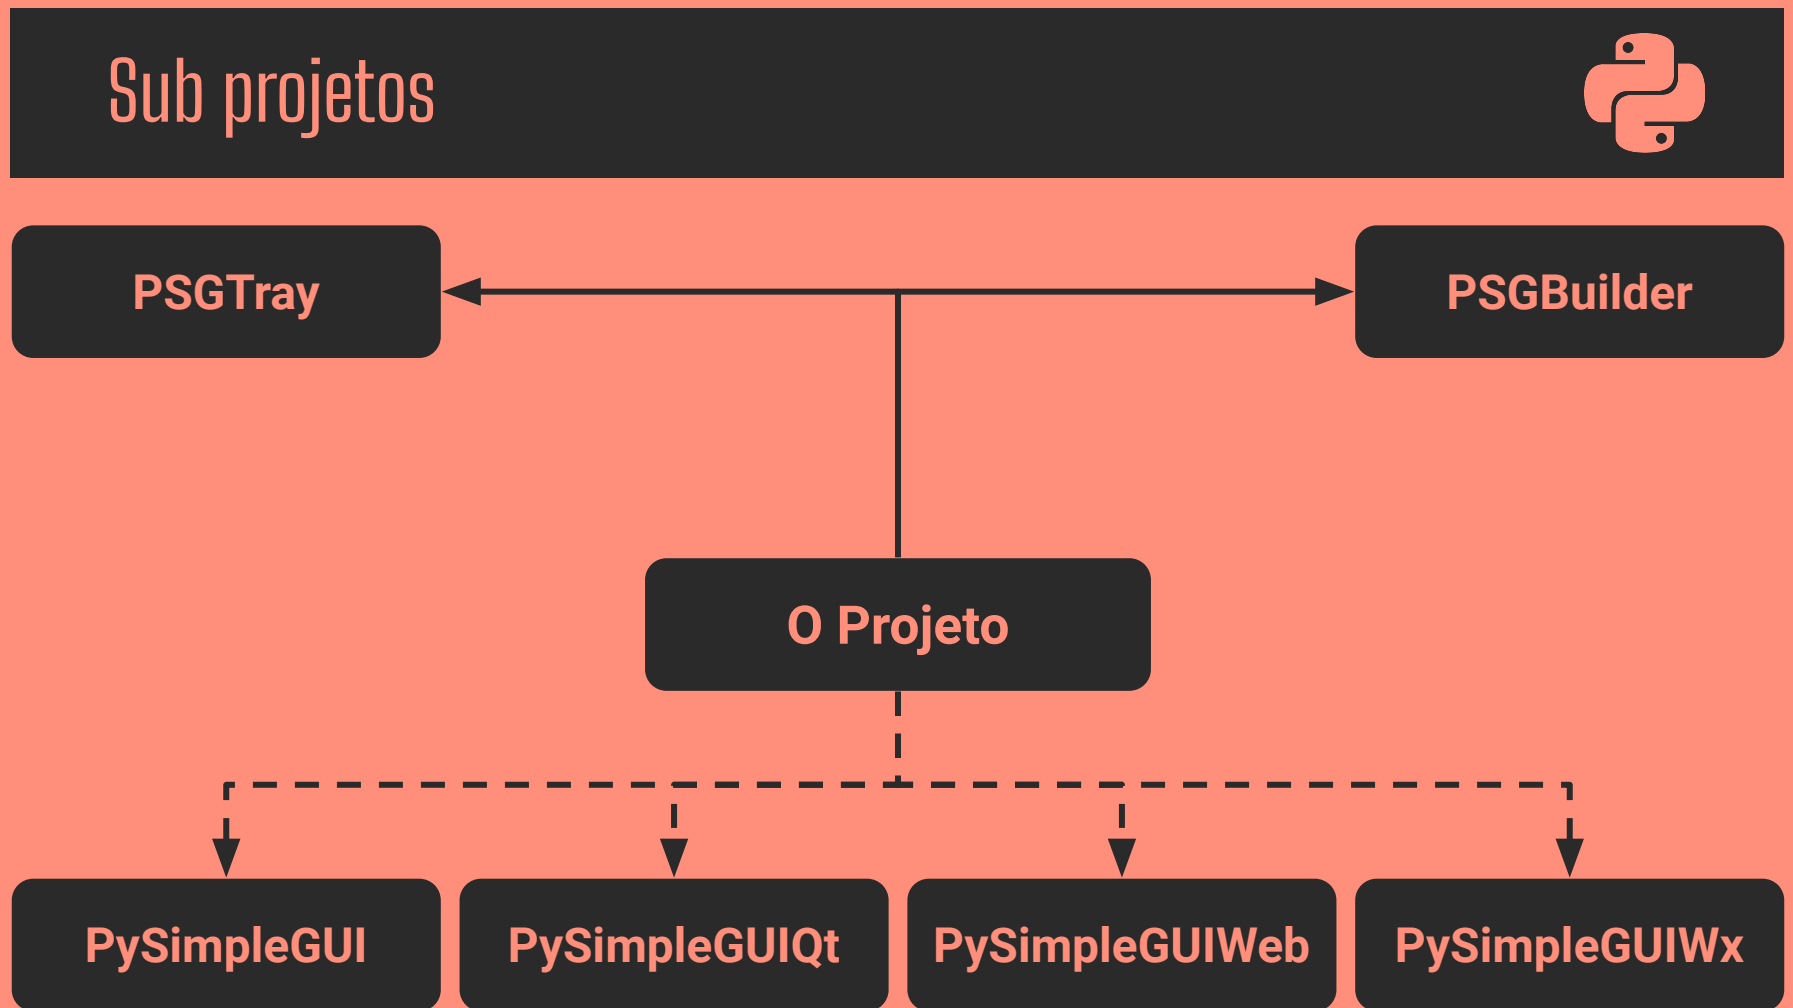 Sub projetos
PSGTray
PSGBuilder
O Projeto
PySimpleGUI
PySimpleGUIQt
PySimpleGUIWeb
PySimpleGUIWx